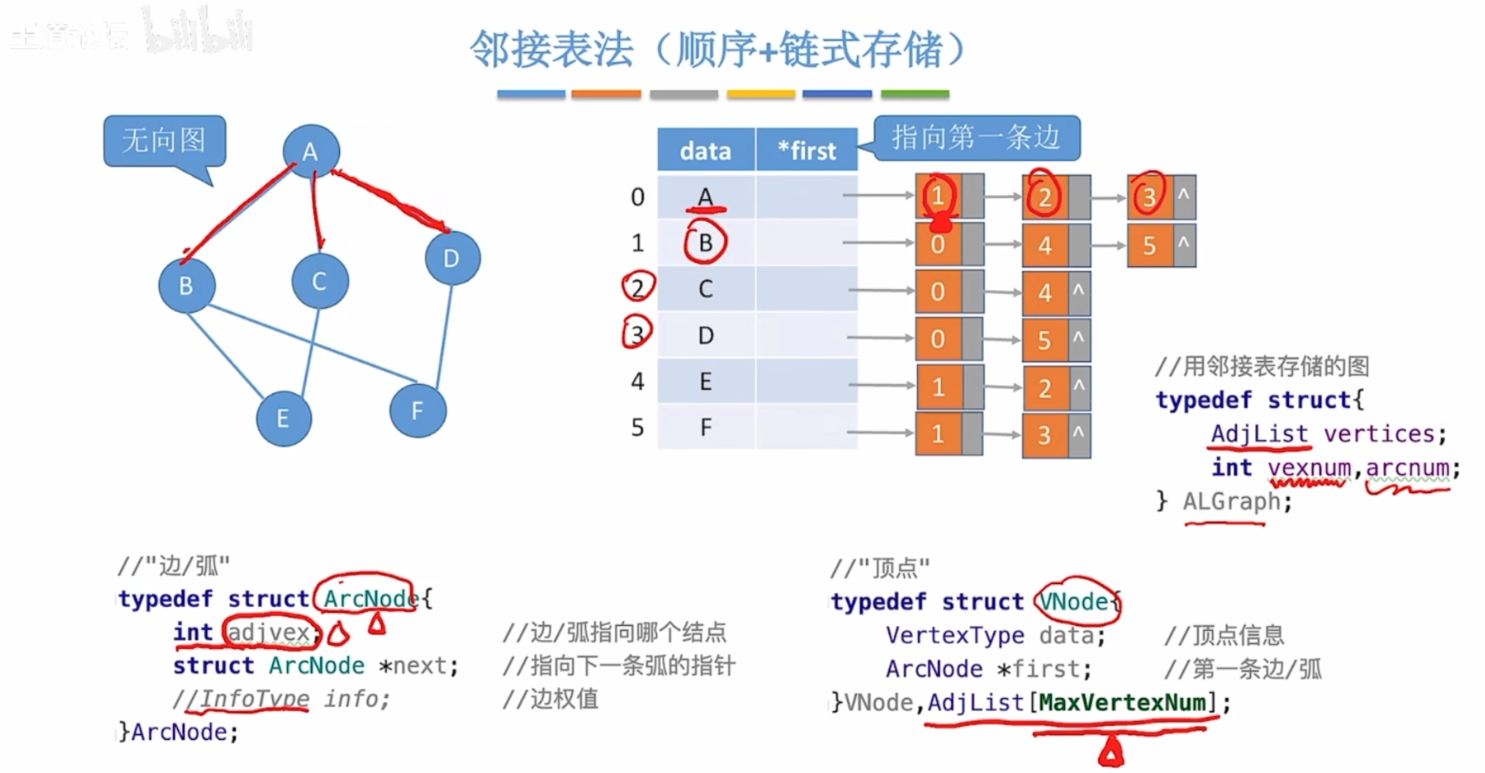 王道论坛 bilibili
邻接表法（顺序+链式存储）
无向图
指向第一条边
data *first
A
B
C
D
E
F
0 A 1 2 3 ^
1 B 0 4 5 ^
2 C 0 4 ^
3 D 0 5 ^
4 E 1 2 ^
5 F 1 3 ^
//用邻接表存储的图
typedef struct{
AdjList vertices;
int vexnum,arcnum;
} ALGraph;
//"边/弧"
typedef struct ArcNode{
int adjvex; //边/弧指向哪个结点
struct ArcNode *next; //指向下一条弧的指针
//InfoType info; //边权值
}ArcNode;
//"顶点"
typedef struct VNode{
VertexType data; //顶点信息
ArcNode *first; //第一条边/弧
}VNode,AdjList[MaxVertexNum];